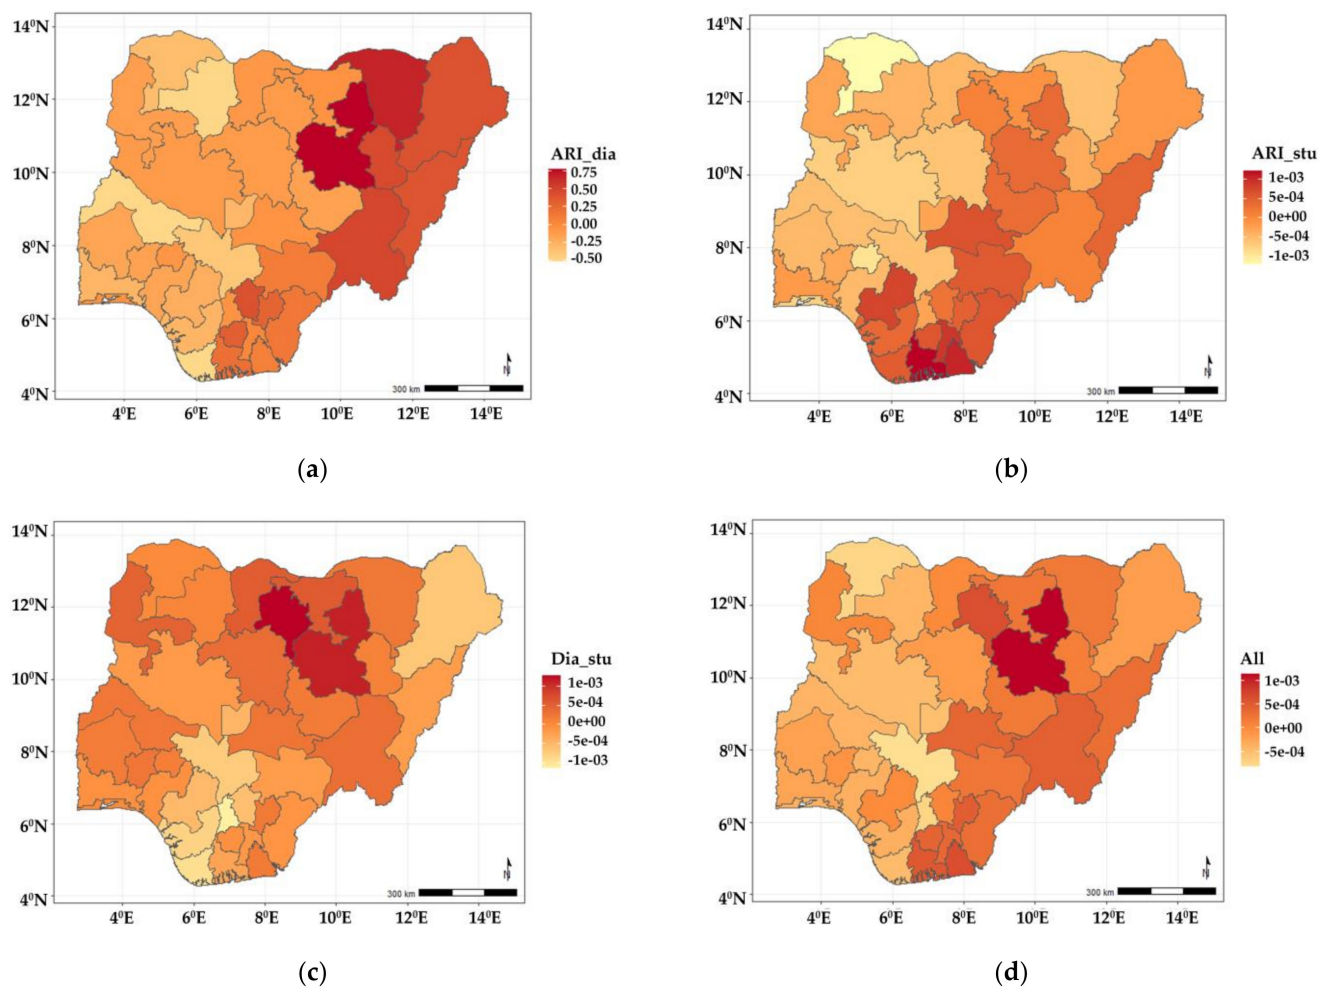 14⁰N
12⁰N
10⁰N
8⁰N
6⁰N
4⁰N
4⁰E 6⁰E 8⁰E 10⁰E 12⁰E 14⁰E
ARI_dia
0.75
0.50
0.25
0.00
-0.25
-0.50
N
300 km
(a)
14⁰N
12⁰N
10⁰N
8⁰N
6⁰N
4⁰N
4⁰E 6⁰E 8⁰E 10⁰E 12⁰E 14⁰E
ARI_stu
1e-03
5e-04
0e+00
-5e-04
-1e-03
N
300 km
(b)
14⁰N
12⁰N
10⁰N
8⁰N
6⁰N
4⁰N
4⁰E 6⁰E 8⁰E 10⁰E 12⁰E 14⁰E
Dia_stu
1e-03
5e-04
0e+00
-5e-04
-1e-03
N
300 km
(c)
14⁰N
12⁰N
10⁰N
8⁰N
6⁰N
4⁰N
4⁰E 6⁰E 8⁰E 10⁰E 12⁰E 14⁰E
All
1e-03
5e-04
0e+00
-5e-04
N
300 km
(d)